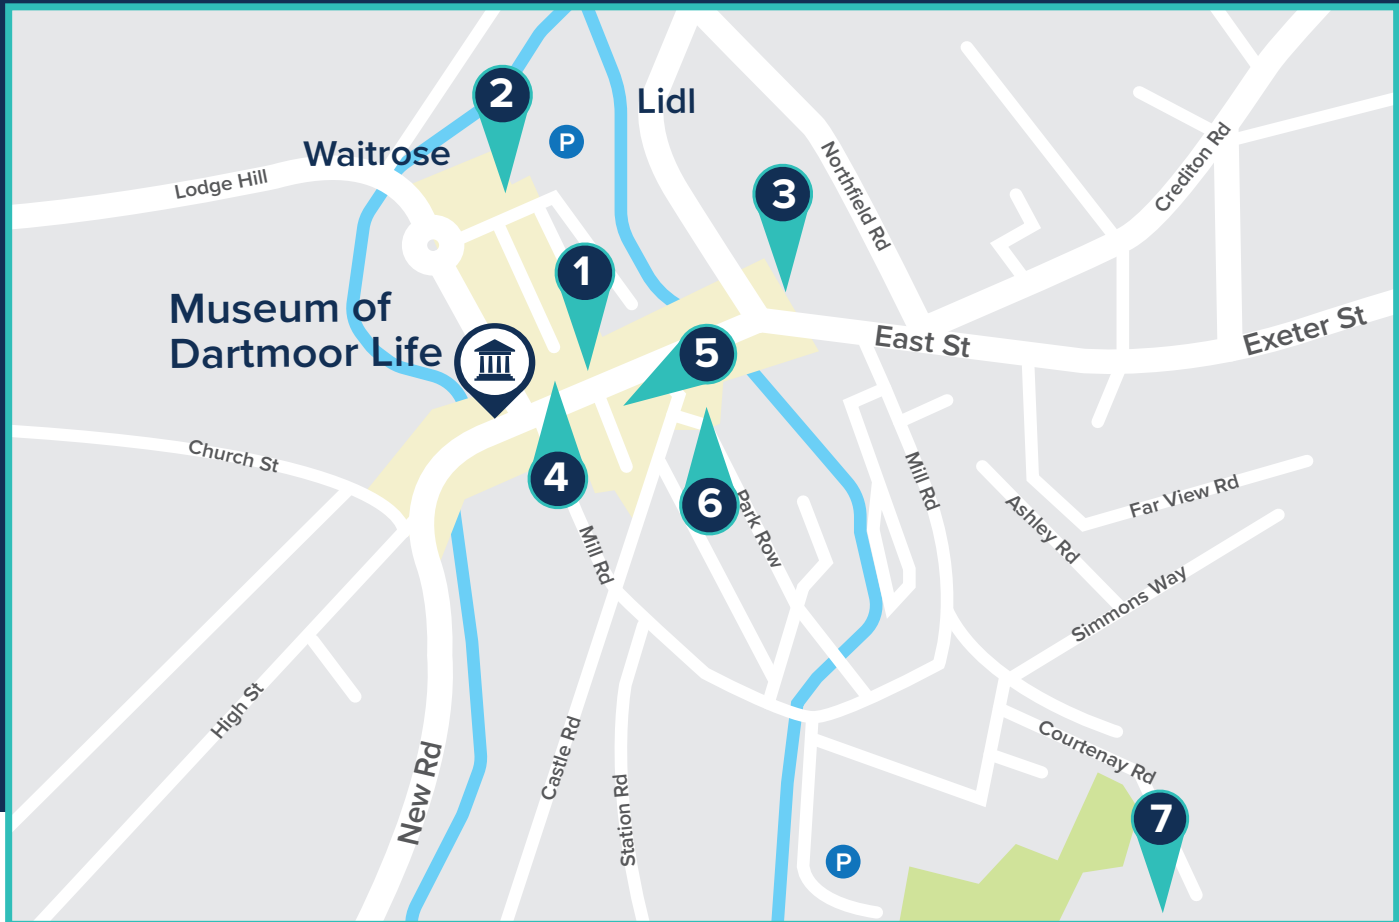 2
P
Lidl
Waitrose
Lodge Hill
Northfield Rd
Crediton Rd
3
1
Museum of
Dartmoor Life
5
East St
Exeter St
Church St
4
6
Park Row
Mill Rd
Mill Rd
Ashley Rd
Far View Rd
Simmons Way
High St
New Rd
Castle Rd
Station Rd
Courtenay Rd
7
P